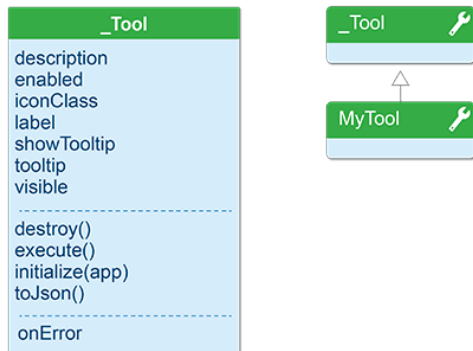 _Tool
description
enabled
iconClass
label
showTooltip
tooltip
visible
destroy()
execute()
initialize(app)
toJson()
onError
_Tool
MyTool